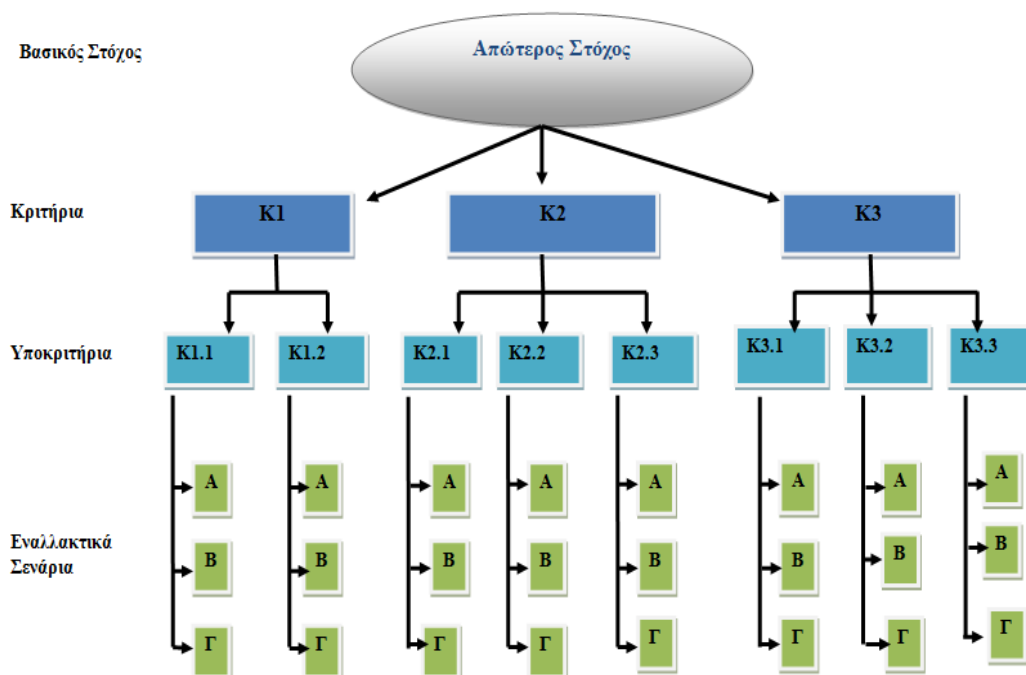 Βασικός Στόχος
Απώτερος Στόχος
Κριτήρια
Κ1
Κ2
Κ3
Υποκριτήρια
Κ1.1
Κ1.2
Κ2.1
Κ2.2
Κ2.3
Κ3.1
Κ3.2
Κ3.3
Εναλλακτικά
Σενάρια
Α
Α
Α
Α
Α
Α
Α
Α
Β
Β
Β
Β
Β
Β
Β
Β
Γ
Γ
Γ
Γ
Γ
Γ
Γ
Γ